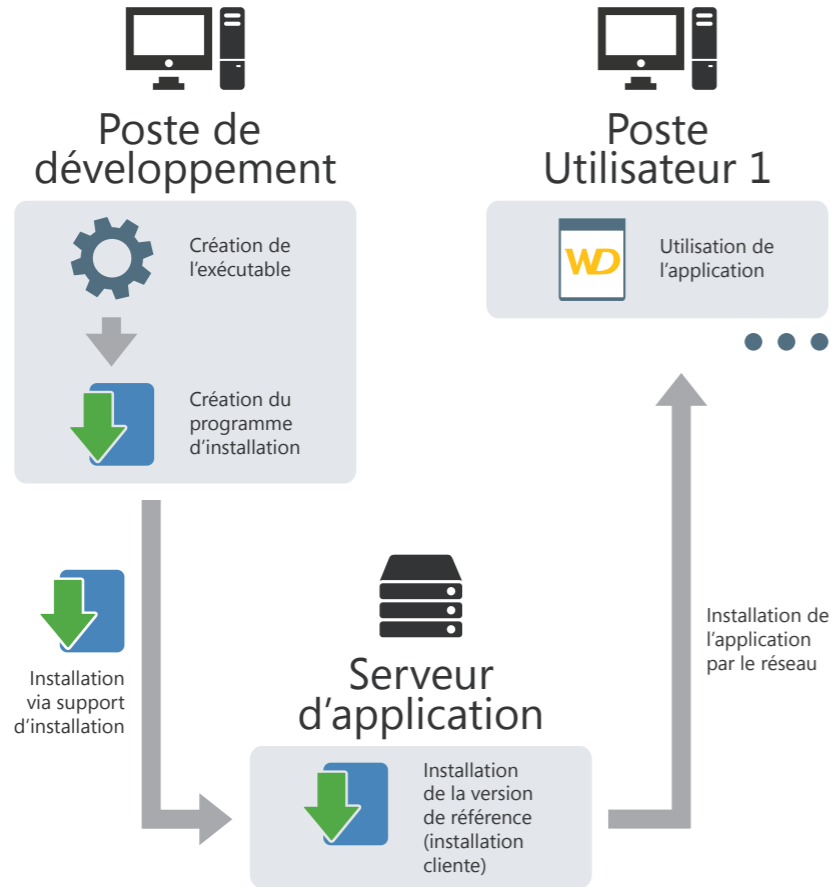 Poste de
développement
Création de
l'exécutable
Création du
programme
d'installation
Installation
via support
d'installation
Serveur
d'application
Installation
de la version
de référence
(installation
cliente)
Poste
Utilisateur 1
WD
Utilisation de
l'application
Installation de
l'application
par le réseau